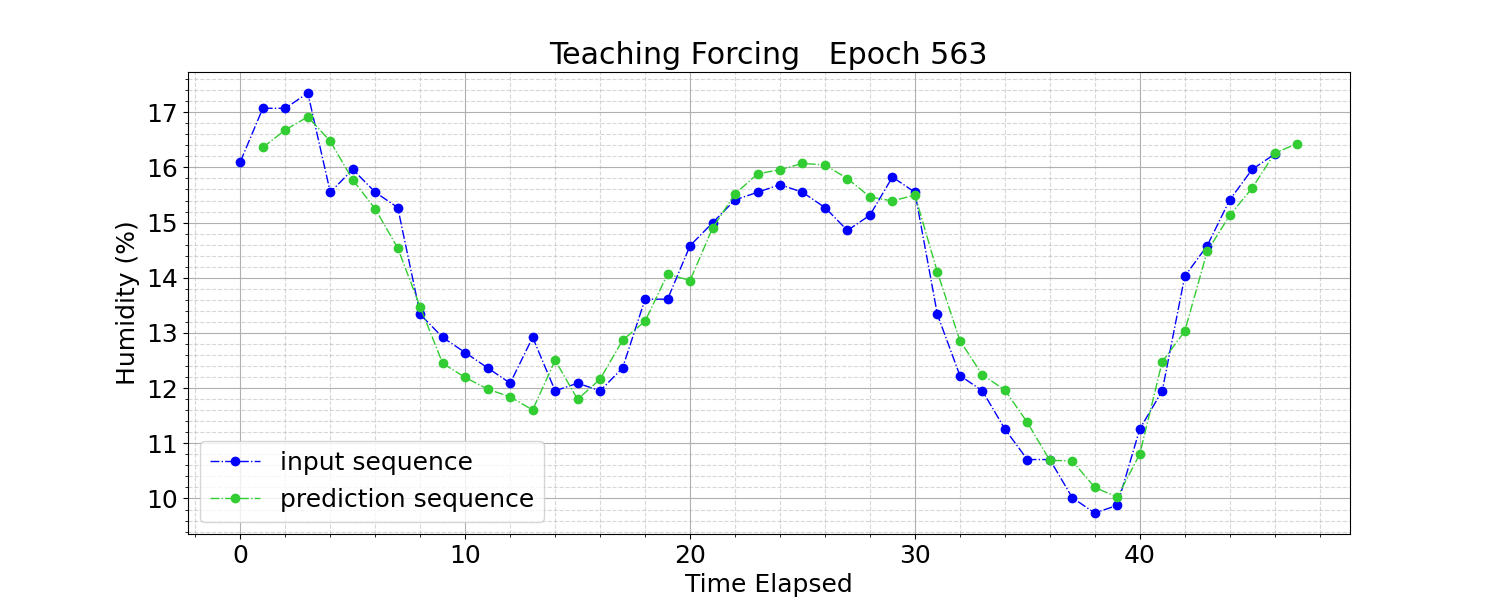 Teaching Forcing   Epoch 563
Humidity (%)
17
16
15
14
13
12
11
10
input sequence
prediction sequence
0 10 20 30 40
Time Elapsed